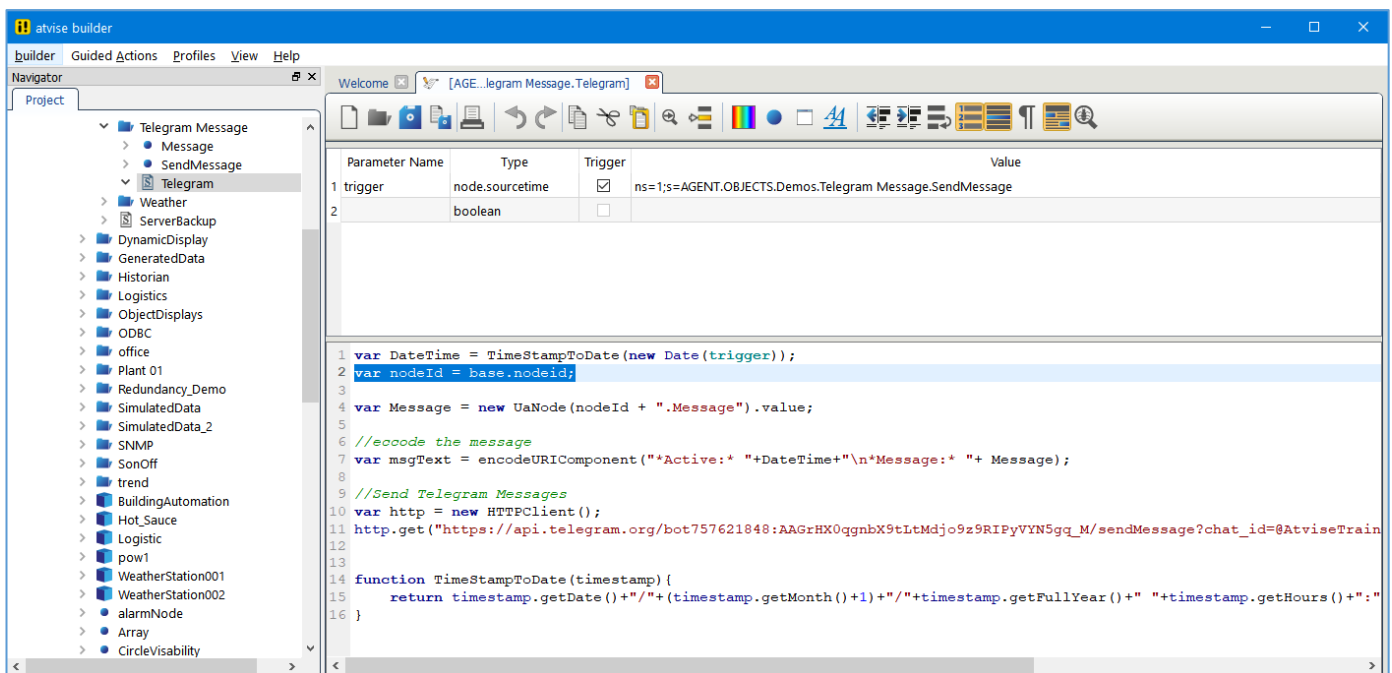 atvise builder
builder Guided Actions Profiles View Help
Navigator
Project
Welcome [AGE...legram Message.Telegram]
Telegram Message
Message
SendMessage
Telegram
Weather
ServerBackup
DynamicDisplay
GeneratedData
Historian
Logistics
ObjectDisplays
ODBC
office
Plant 01
Redundancy_Demo
SimulatedData
SimulatedData_2
SNMP
SonOff
trend
BuildingAutomation
Hot_Sauce
Logistic
pow1
WeatherStation001
WeatherStation002
alarmNode
Array
CircleVisability
Parameter Name Type Trigger Value
1 trigger node.sourcetime ns=1;s=AGENT.OBJECTS.Demos.Telegram Message.SendMessage
2 boolean
1 var DateTime = TimeStampToDate(new Date(trigger));
2 var nodeId = base.nodeid;
3
4 var Message = new UaNode(nodeId + ".Message").value;
5
6 //eccode the message
7 var msgText = encodeURIComponent("*Active:* "+DateTime+"\n*Message:* "+ Message);
8
9 //Send Telegram Messages
10 var http = new HTTPClient();
11 http.get("https://api.telegram.org/bot757621848:AAGrHX0qgnbX9tLtMdjo9z9RIPyVYN5gq_M/sendMessage?chat_id=@AtviseTrain
12
13
14 function TimeStampToDate(timestamp){
15 return timestamp.getDate()+"/"+(timestamp.getMonth()+1)+"/"+timestamp.getFullYear()+" "+timestamp.getHours()+":"
16 }